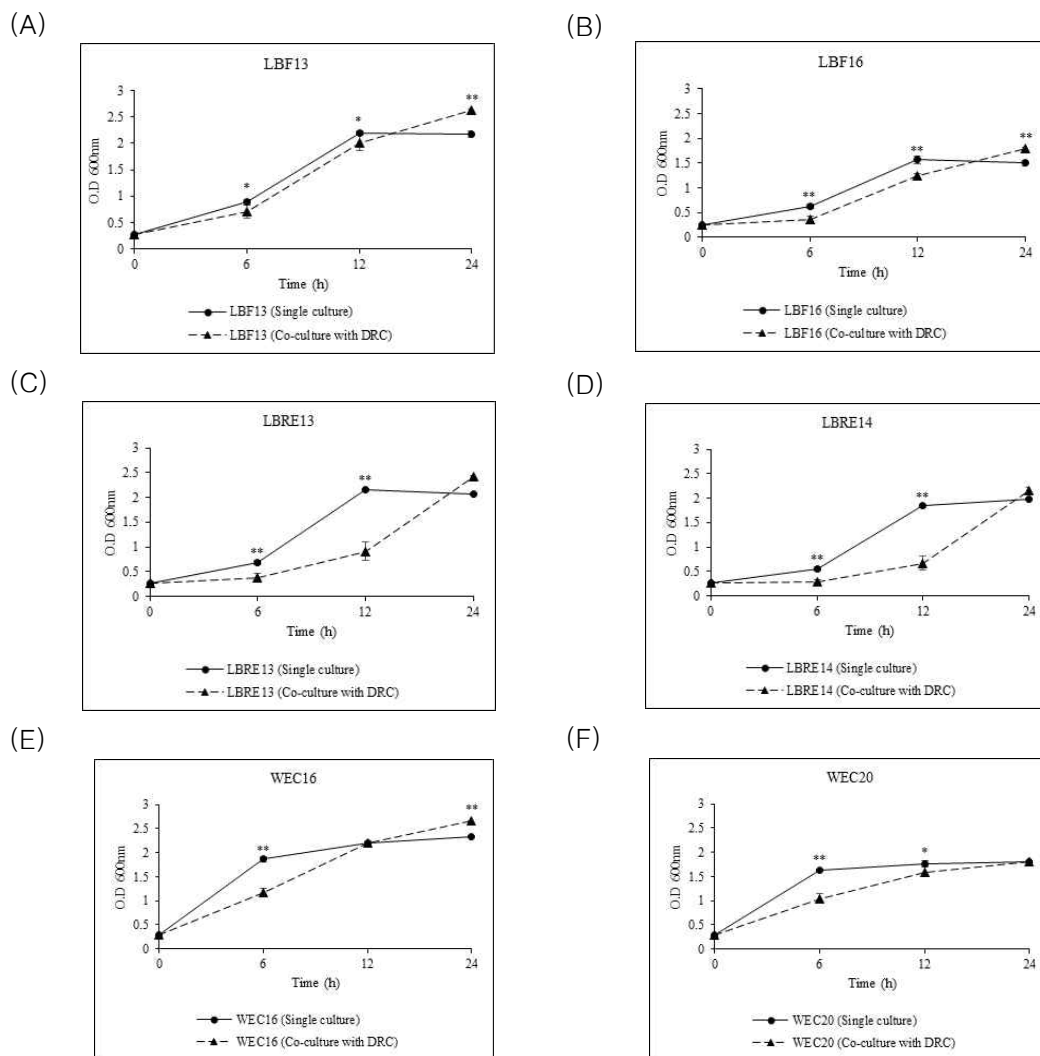 (A)
LBF13
O.D 600nm
3
2.5
2
1.5
1
0.5
0
*
*
**
0 6 12 24
Time (h)
LBF13 (Single culture)
LBF13 (Co-culture with DRC)
(B)
LBF16
O.D 600nm
3
2.5
2
1.5
1
0.5
0
**
**
**
0 6 12 24
Time (h)
LBF16 (Single culture)
LBF16 (Co-culture with DRC)
(C)
LBRE13
O.D 600nm
3
2.5
2
1.5
1
0.5
0
**
**
0 6 12 24
Time (h)
LBRE13 (Single culture)
LBRE13 (Co-culture with DRC)
(D)
LBRE14
O.D 600nm
3
2.5
2
1.5
1
0.5
0
**
**
0 6 12 24
Time (h)
LBRE14 (Single culture)
LBRE14 (Co-culture with DRC)
(E)
WEC16
O.D 600nm
3
2.5
2
1.5
1
0.5
0
**
**
0 6 12 24
Time (h)
WEC16 (Single culture)
WEC16 (Co-culture with DRC)
(F)
WEC20
O.D 600nm
3
2.5
2
1.5
1
0.5
0
**
*
0 6 12 24
Time (h)
WEC20 (Single culture)
WEC20 (Co-culture with DRC)